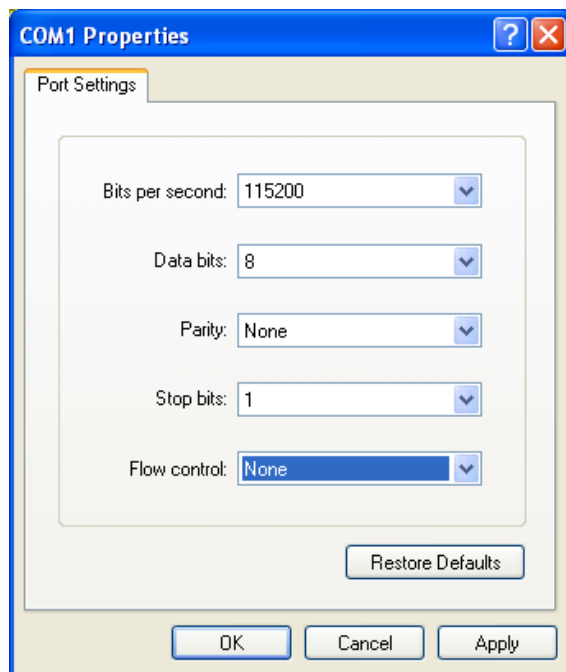 COM1 Properties
Port Settings
Bits per second: 115200
Data bits: 8
Parity: None
Stop bits: 1
Flow control: None
Restore Defaults
OK Cancel Apply